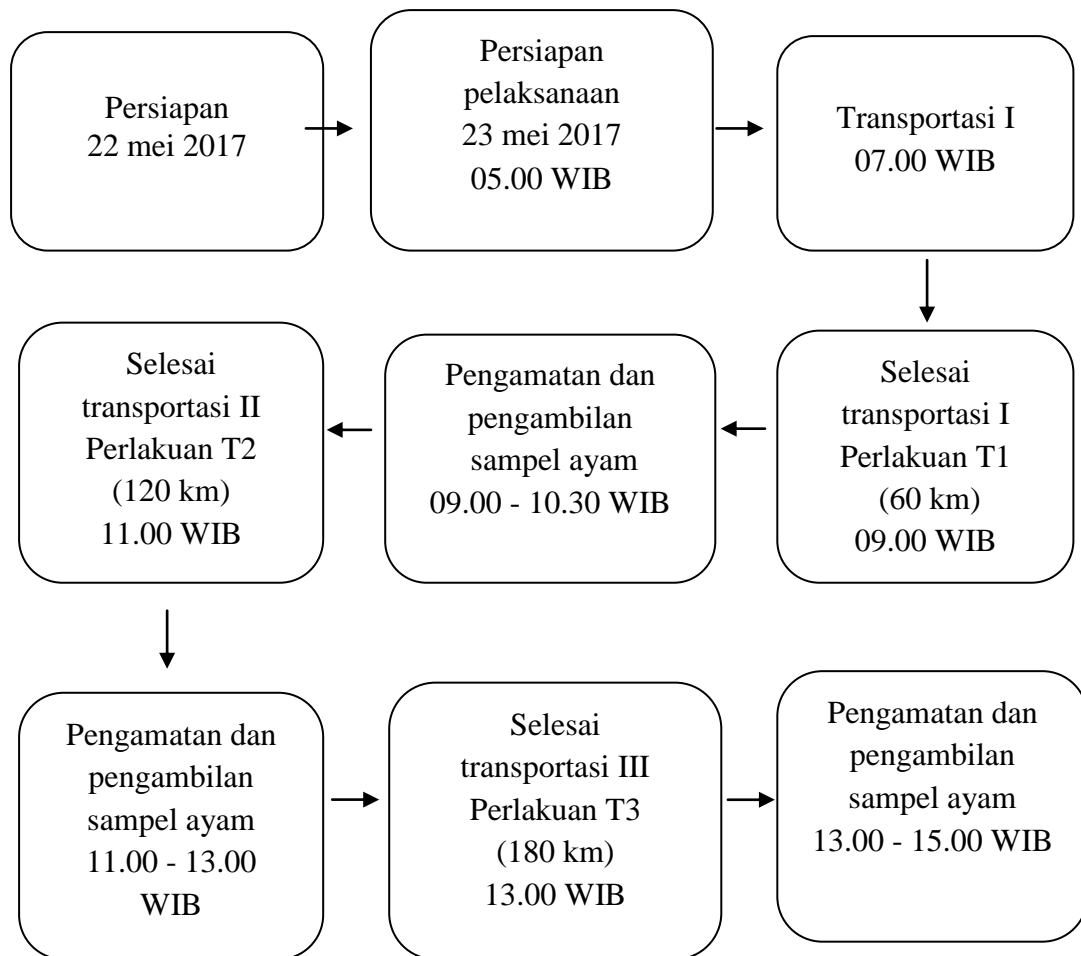 Persiapan
22 mei 2017
Persiapan
pelaksanaan
23 mei 2017
05.00 WIB
Transportasi I
07.00 WIB
Selesai
transportasi I
Perlakuan T1
(60 km)
09.00 WIB
Pengamatan dan
pengambilan
sampel ayam
09.00 - 10.30 WIB
Selesai
transportasi II
Perlakuan T2
(120 km)
11.00 WIB
Pengamatan dan
pengambilan
sampel ayam
11.00 - 13.00
WIB
Selesai
transportasi III
Perlakuan T3
(180 km)
13.00 WIB
Pengamatan dan
pengambilan
sampel ayam
13.00 - 15.00 WIB